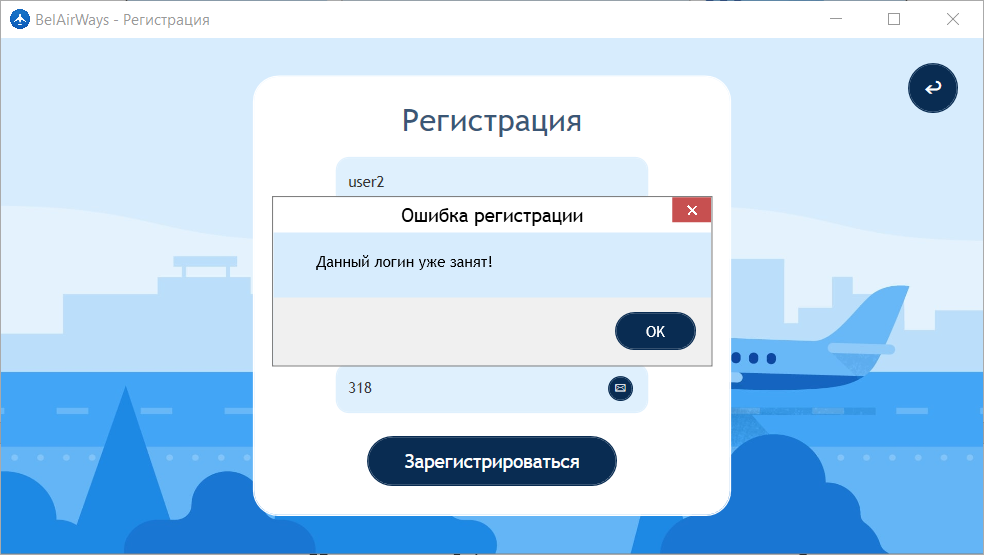 BelAirWays - Регистрация
Регистрация
user2
Ошибка регистрации
Данный логин уже занят!
OK
318
Зарегистрироваться